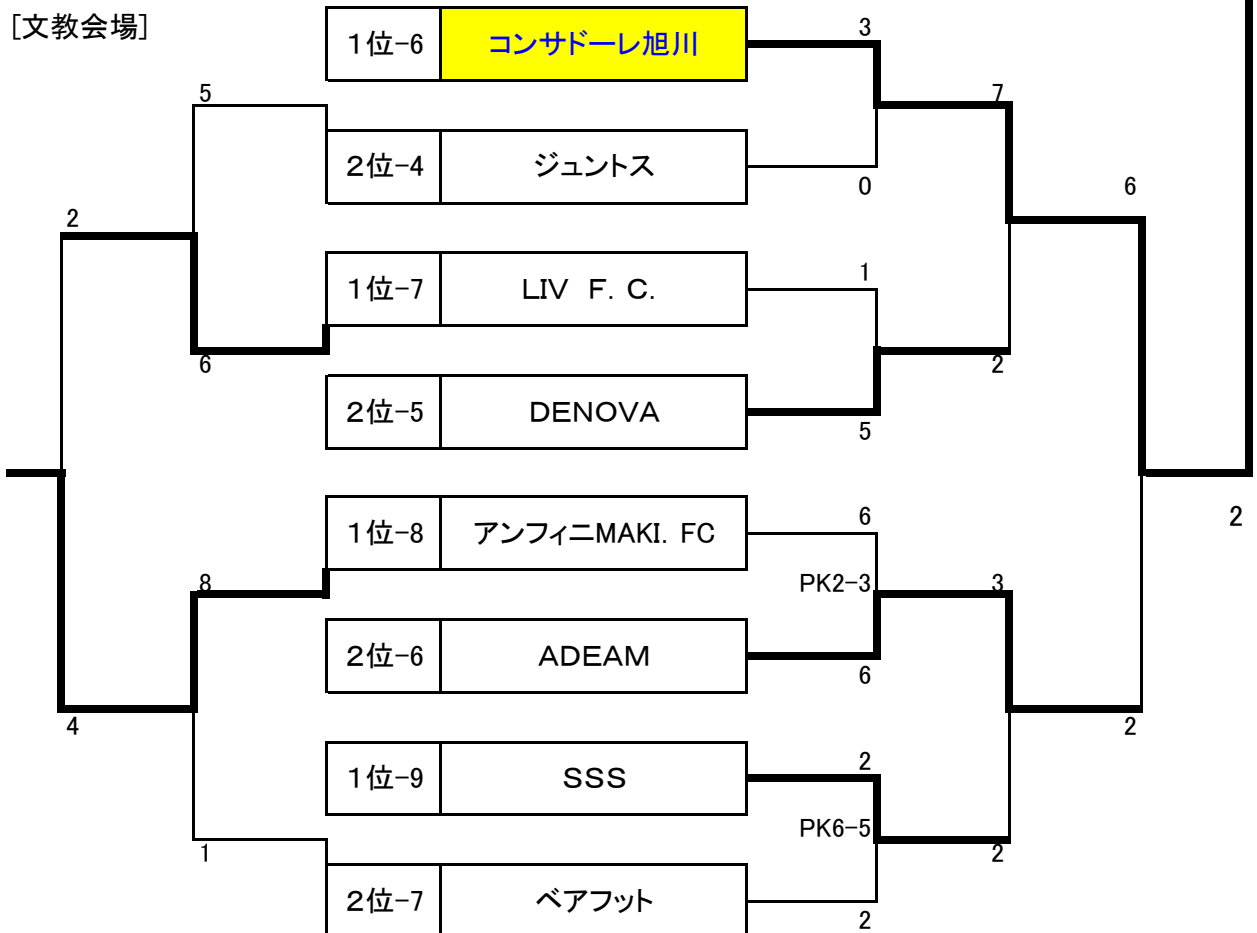 [文教会場]
1位-6 コンサドーレ旭川 3
5 7
2位-4 ジュントス 0
6
2
1位-7 LIV F. C. 1
6 2
2位-5 DENOVA 5
1位-8 アンフィニMAKI. FC 6
2
8 PK2-3 3
2位-6 ADEAM 6
4 2
1位-9 SSS 2
PK6-5
1 2
2位-7 ベアフット 2